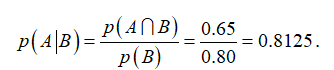 p(A|B) = p(A∩B) / p(B) = 0.65 / 0.80 = 0.8125.